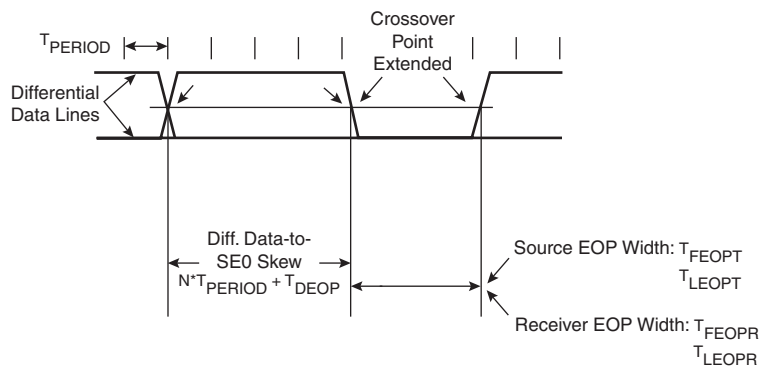 Crossover
Point
Extended
TPERIOD
Differential
Data Lines
Diff. Data-to-
SE0 Skew
N*TPERIOD + TDEOP
Source EOP Width: TFEOPT
TLEOPT
Receiver EOP Width: TFEOPR
TLEOPR